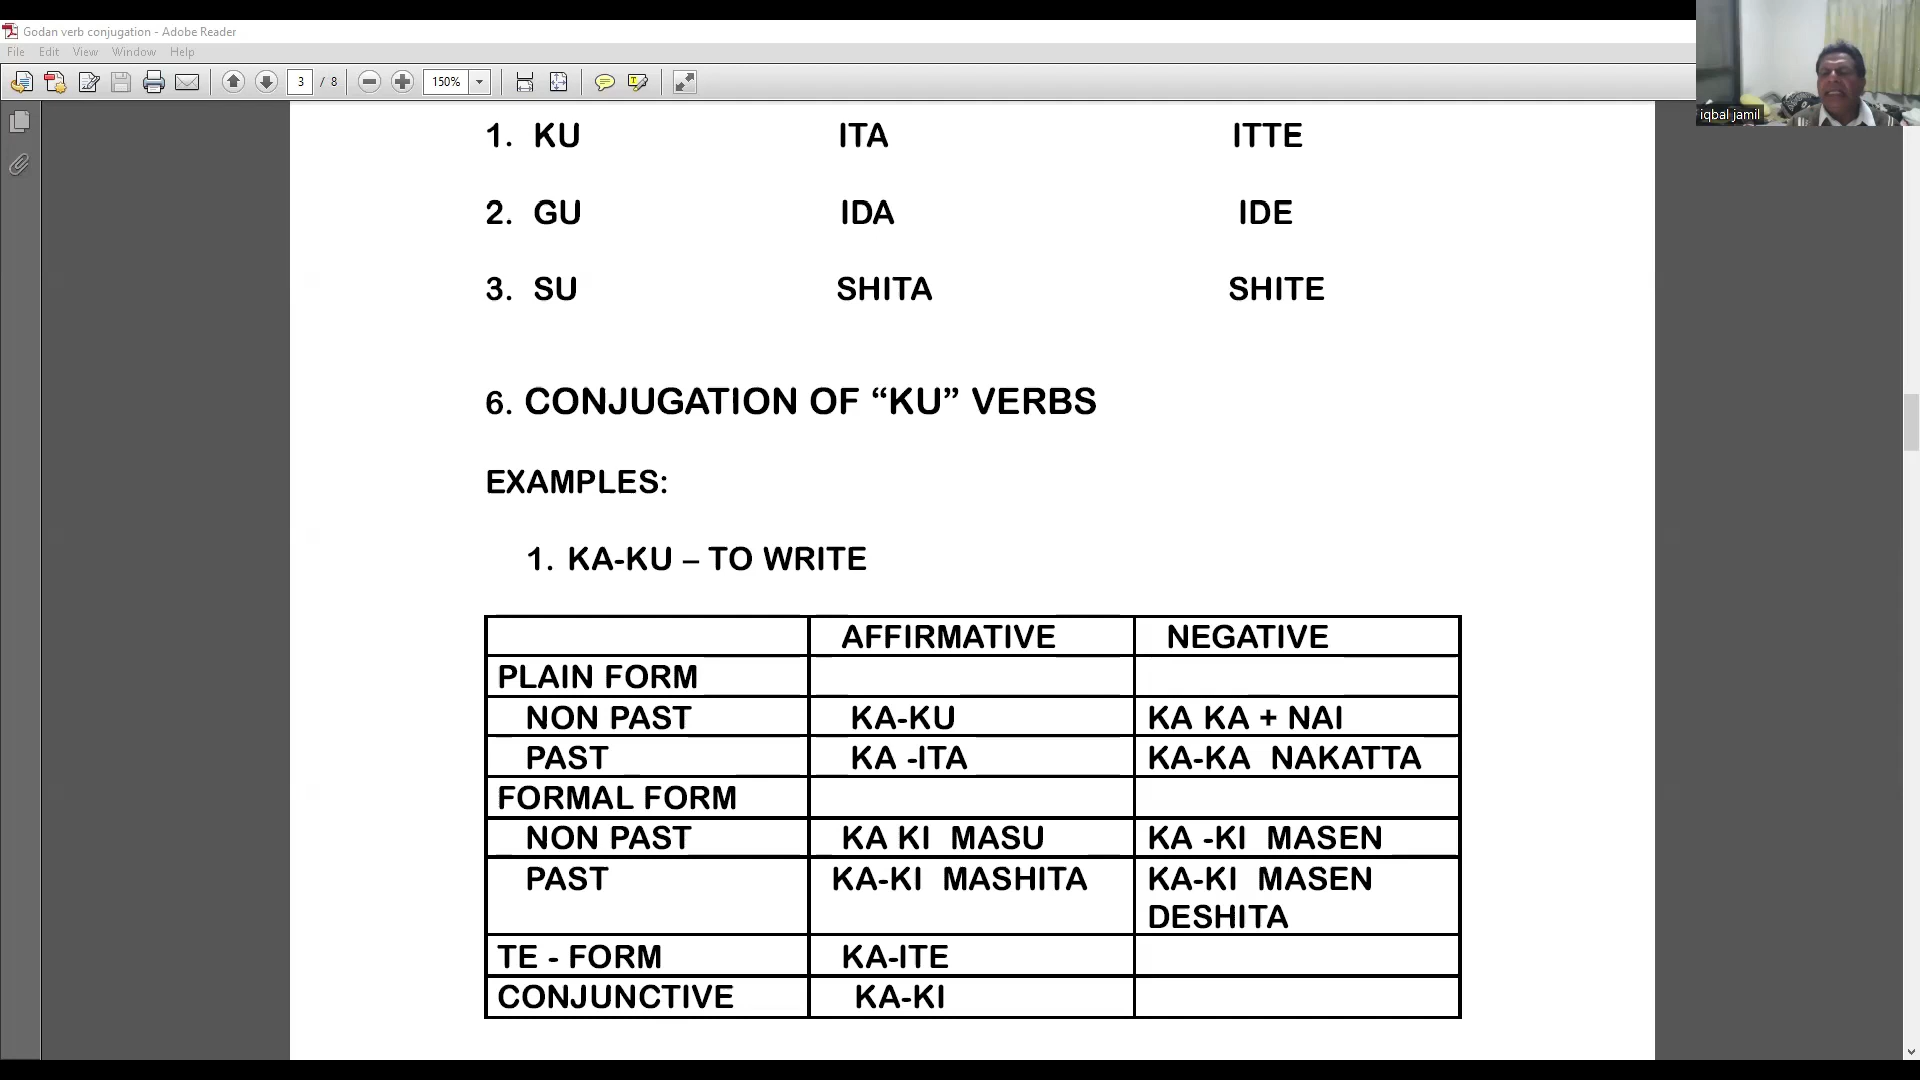 Godan verb conjugation - Adobe Reader
File Edit View Window Help
3 / 8 150%
iqbal jamil
1. KU ITA ITTE
2. GU IDA IDE
3. SU SHITA SHITE
6. CONJUGATION OF “KU” VERBS
EXAMPLES:
1. KA-KU – TO WRITE
AFFIRMATIVE NEGATIVE
PLAIN FORM
NON PAST KA-KU KA KA + NAI
PAST KA -ITA KA-KA NAKATTA
FORMAL FORM
NON PAST KA KI MASU KA -KI MASEN
PAST KA-KI MASHITA KA-KI MASEN
DESHITA
TE - FORM KA-ITE
CONJUNCTIVE KA-KI